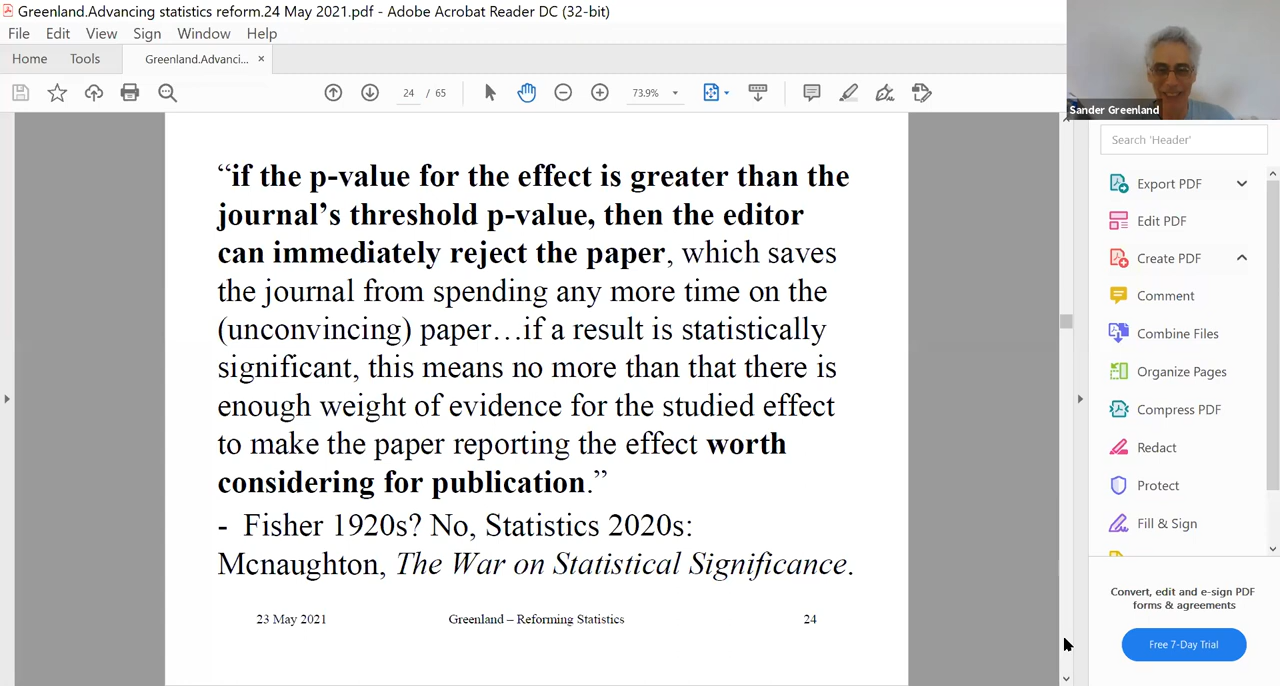 Greenland.Advancing statistics reform.24 May 2021.pdf - Adobe Acrobat Reader DC (32-bit)
File Edit View Sign Window Help
Home Tools Greenland.Advanci... ×
24 / 65 73.9%
Sander Greenland
“if the p-value for the effect is greater than the
journal’s threshold p-value, then the editor
can immediately reject the paper, which saves
the journal from spending any more time on the
(unconvincing) paper…if a result is statistically
significant, this means no more than that there is
enough weight of evidence for the studied effect
to make the paper reporting the effect worth
considering for publication.”
- Fisher 1920s? No, Statistics 2020s:
Mcnaughton, The War on Statistical Significance.
23 May 2021 Greenland – Reforming Statistics 24
Search 'Header'
Export PDF
Edit PDF
Create PDF
Comment
Combine Files
Organize Pages
Compress PDF
Redact
Protect
Fill & Sign
Convert, edit and e-sign PDF
forms & agreements
Free 7-Day Trial